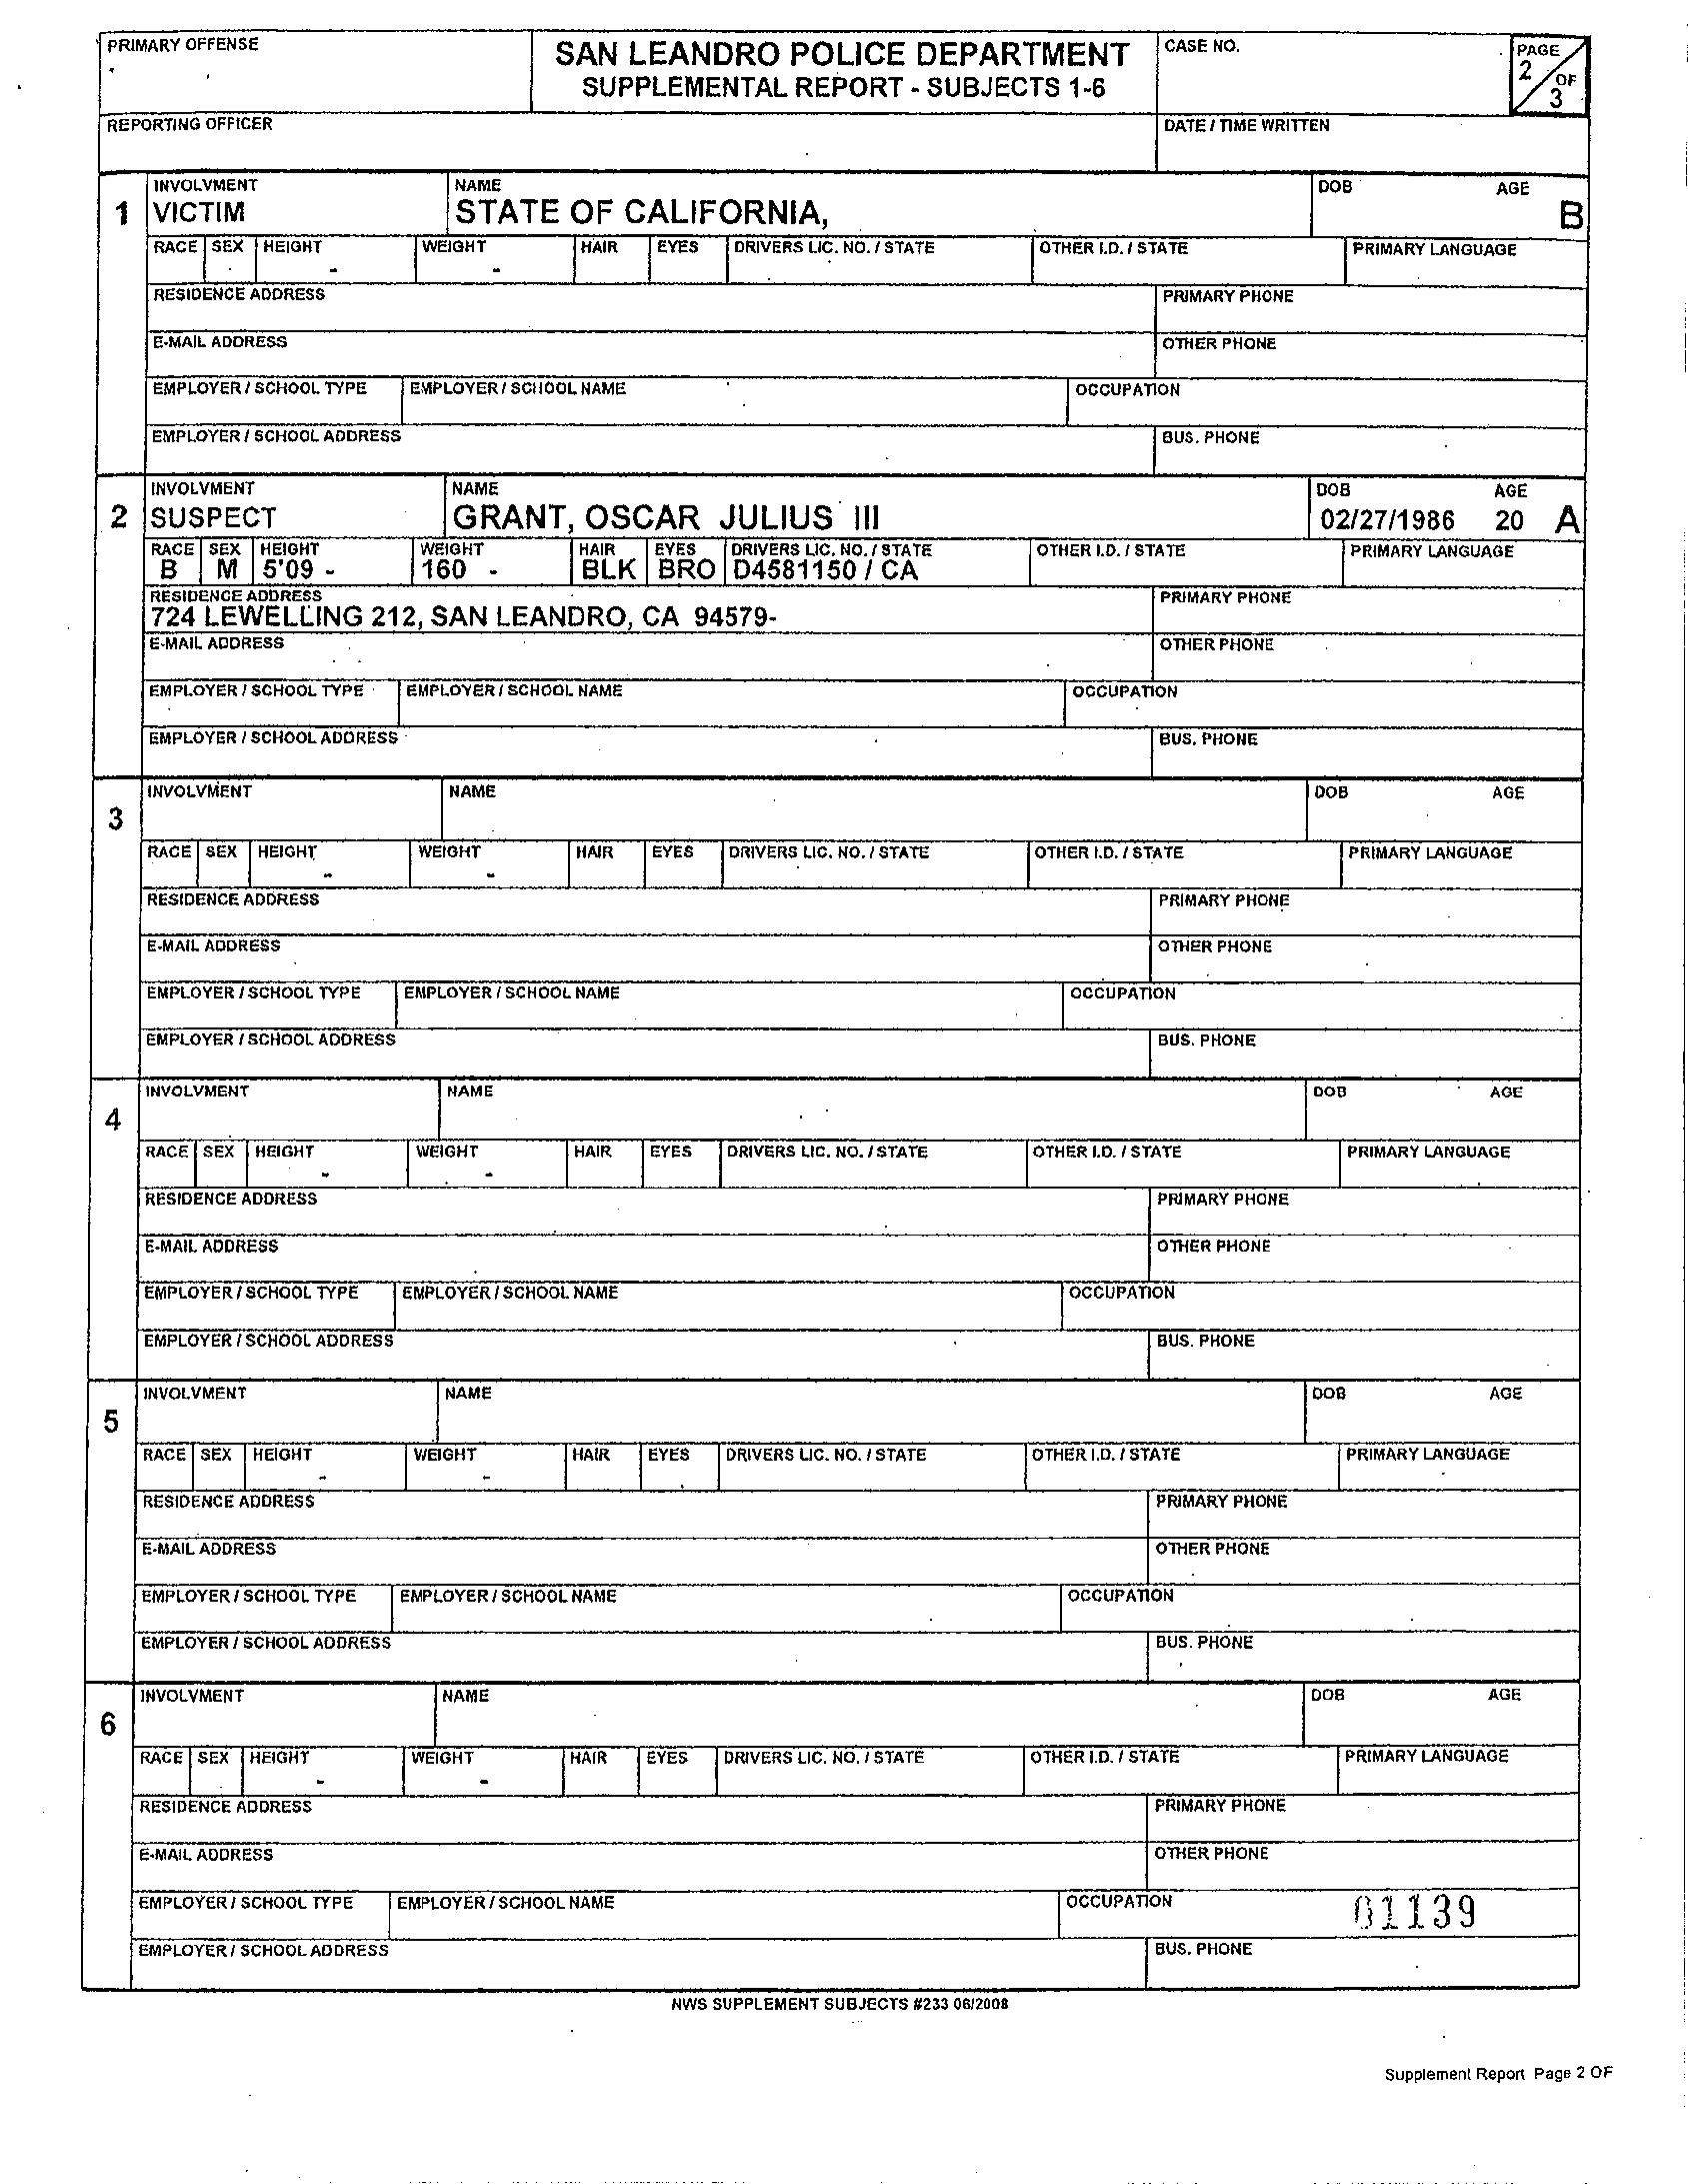 PRIMARY OFFENSE
SAN LEANDRO POLICE DEPARTMENT
SUPPLEMENTAL REPORT - SUBJECTS 1-6
CASE NO.
PAGE
2 OF
3
REPORTING OFFICER
DATE / TIME WRITTEN
1
INVOLVMENT NAME DOB AGE
VICTIM STATE OF CALIFORNIA, B
RACE SEX HEIGHT WEIGHT HAIR EYES DRIVERS LIC. NO. / STATE OTHER I.D. / STATE PRIMARY LANGUAGE
- -
RESIDENCE ADDRESS PRIMARY PHONE
E-MAIL ADDRESS OTHER PHONE
EMPLOYER / SCHOOL TYPE EMPLOYER / SCHOOL NAME OCCUPATION
EMPLOYER / SCHOOL ADDRESS BUS. PHONE
2
INVOLVMENT NAME DOB AGE
SUSPECT GRANT, OSCAR JULIUS III 02/27/1986 20 A
RACE SEX HEIGHT WEIGHT HAIR EYES DRIVERS LIC. NO. / STATE OTHER I.D. / STATE PRIMARY LANGUAGE
B M 5'09 - 160 - BLK BRO D4581150 / CA
RESIDENCE ADDRESS PRIMARY PHONE
724 LEWELLING 212, SAN LEANDRO, CA 94579-
E-MAIL ADDRESS OTHER PHONE
EMPLOYER / SCHOOL TYPE EMPLOYER / SCHOOL NAME OCCUPATION
EMPLOYER / SCHOOL ADDRESS BUS. PHONE
3
INVOLVMENT NAME DOB AGE
RACE SEX HEIGHT WEIGHT HAIR EYES DRIVERS LIC. NO. / STATE OTHER I.D. / STATE PRIMARY LANGUAGE
- -
RESIDENCE ADDRESS PRIMARY PHONE
E-MAIL ADDRESS OTHER PHONE
EMPLOYER / SCHOOL TYPE EMPLOYER / SCHOOL NAME OCCUPATION
EMPLOYER / SCHOOL ADDRESS BUS. PHONE
4
INVOLVMENT NAME DOB AGE
RACE SEX HEIGHT WEIGHT HAIR EYES DRIVERS LIC. NO. / STATE OTHER I.D. / STATE PRIMARY LANGUAGE
- -
RESIDENCE ADDRESS PRIMARY PHONE
E-MAIL ADDRESS OTHER PHONE
EMPLOYER / SCHOOL TYPE EMPLOYER / SCHOOL NAME OCCUPATION
EMPLOYER / SCHOOL ADDRESS BUS. PHONE
5
INVOLVMENT NAME DOB AGE
RACE SEX HEIGHT WEIGHT HAIR EYES DRIVERS LIC. NO. / STATE OTHER I.D. / STATE PRIMARY LANGUAGE
- -
RESIDENCE ADDRESS PRIMARY PHONE
E-MAIL ADDRESS OTHER PHONE
EMPLOYER / SCHOOL TYPE EMPLOYER / SCHOOL NAME OCCUPATION
EMPLOYER / SCHOOL ADDRESS BUS. PHONE
6
INVOLVMENT NAME DOB AGE
RACE SEX HEIGHT WEIGHT HAIR EYES DRIVERS LIC. NO. / STATE OTHER I.D. / STATE PRIMARY LANGUAGE
- -
RESIDENCE ADDRESS PRIMARY PHONE
E-MAIL ADDRESS OTHER PHONE
EMPLOYER / SCHOOL TYPE EMPLOYER / SCHOOL NAME OCCUPATION 01139
EMPLOYER / SCHOOL ADDRESS BUS. PHONE
NWS SUPPLEMENT SUBJECTS #233 06/2008
Supplement Report Page 2 OF